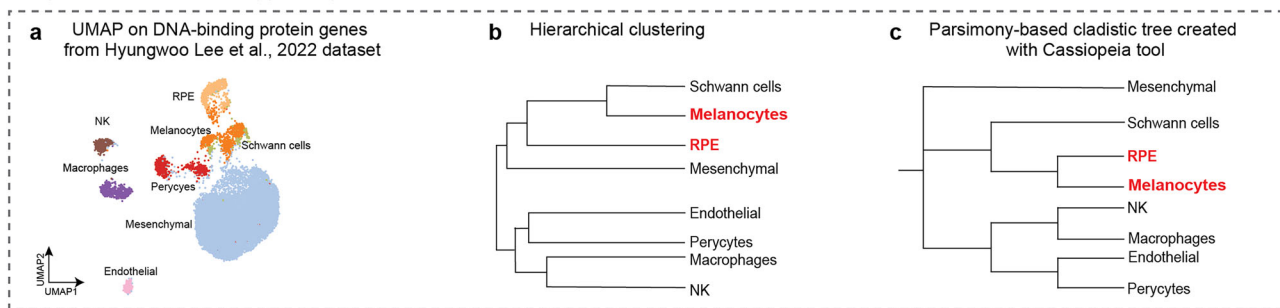 a UMAP on DNA-binding protein genes
from Hyungwoo Lee et al., 2022 dataset
RPE
NK
Melanocytes
Schwann cells
Macrophages
Perycyes
Mesenchymal
Endothelial
UMAP2
UMAP1
b Hierarchical clustering
Schwann cells
Melanocytes
RPE
Mesenchymal
Endothelial
Perycytes
Macrophages
NK
c Parsimony-based cladistic tree created
with Cassiopeia tool
Mesenchymal
Schwann cells
RPE
Melanocytes
NK
Macrophages
Endothelial
Perycytes